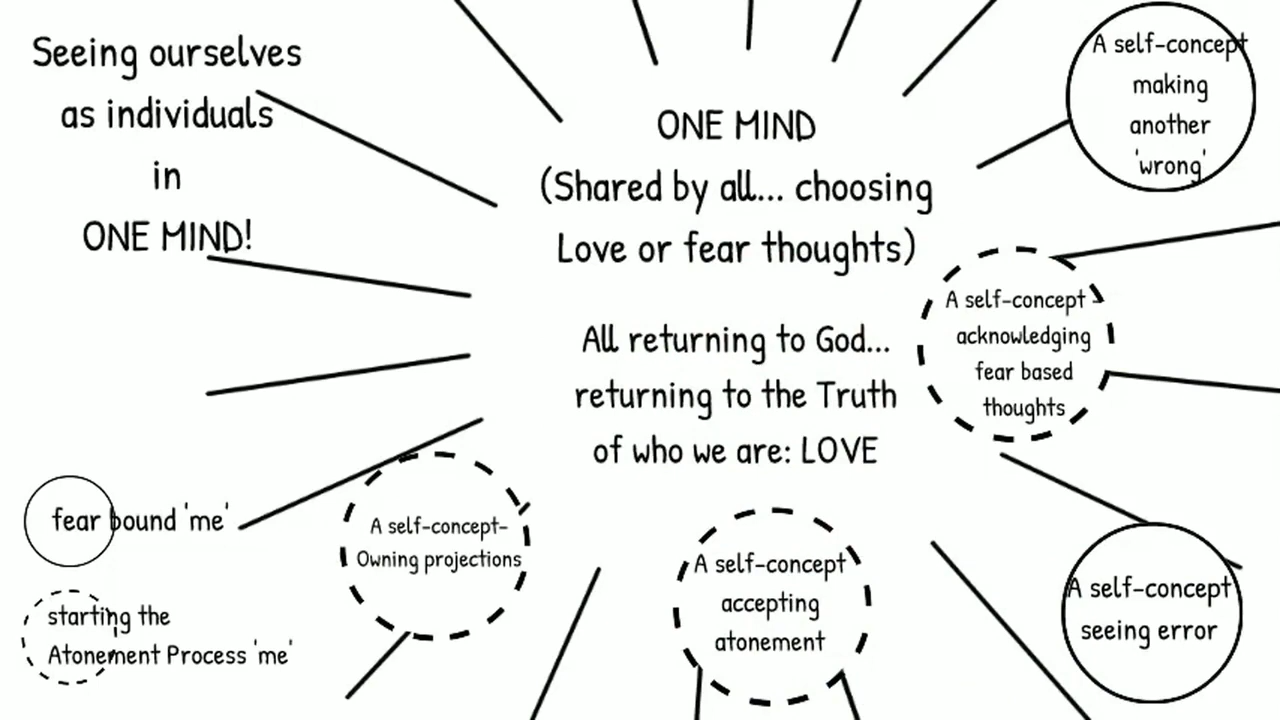 Seeing ourselves
as individuals
in
ONE MIND!
ONE MIND
(Shared by all... choosing
Love or fear thoughts)
All returning to God...
returning to the Truth
of who we are: LOVE
A self-concept
making
another
'wrong'
A self-concept -
acknowledging
fear based
thoughts
fear bound 'me'
starting the
Atonement Process 'me'
A self-concept-
Owning projections
A self-concept
accepting
atonement
A self-concept
seeing error